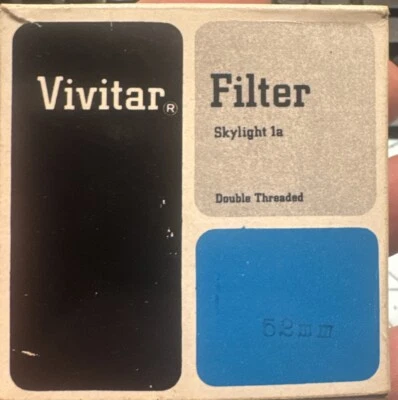 Vivitar®
Filter
Skylight 1a
Double Threaded
52mm